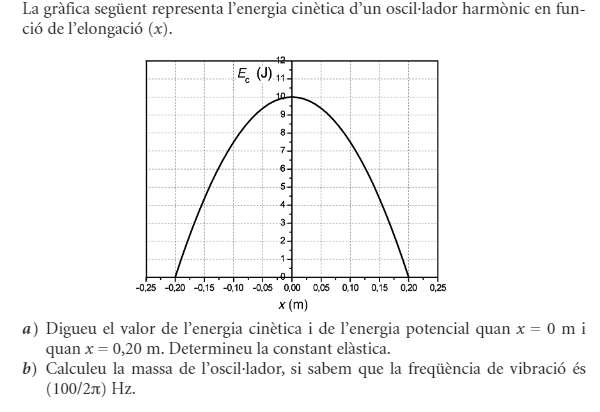 La gràfica següent representa l'energia cinètica d'un oscil·lador harmònic en fun-
ció de l'elongació (x).
E_c (J)
12
11
10
9
8
7
6
5
4
3
2
1
0
-0,25 -0,20 -0,15 -0,10 -0,05 0,00 0,05 0,10 0,15 0,20 0,25
x (m)
a) Digueu el valor de l'energia cinètica i de l'energia potencial quan x = 0 m i
quan x = 0,20 m. Determineu la constant elàstica.
b) Calculeu la massa de l'oscil·lador, si sabem que la freqüència de vibració és
(100/2π) Hz.